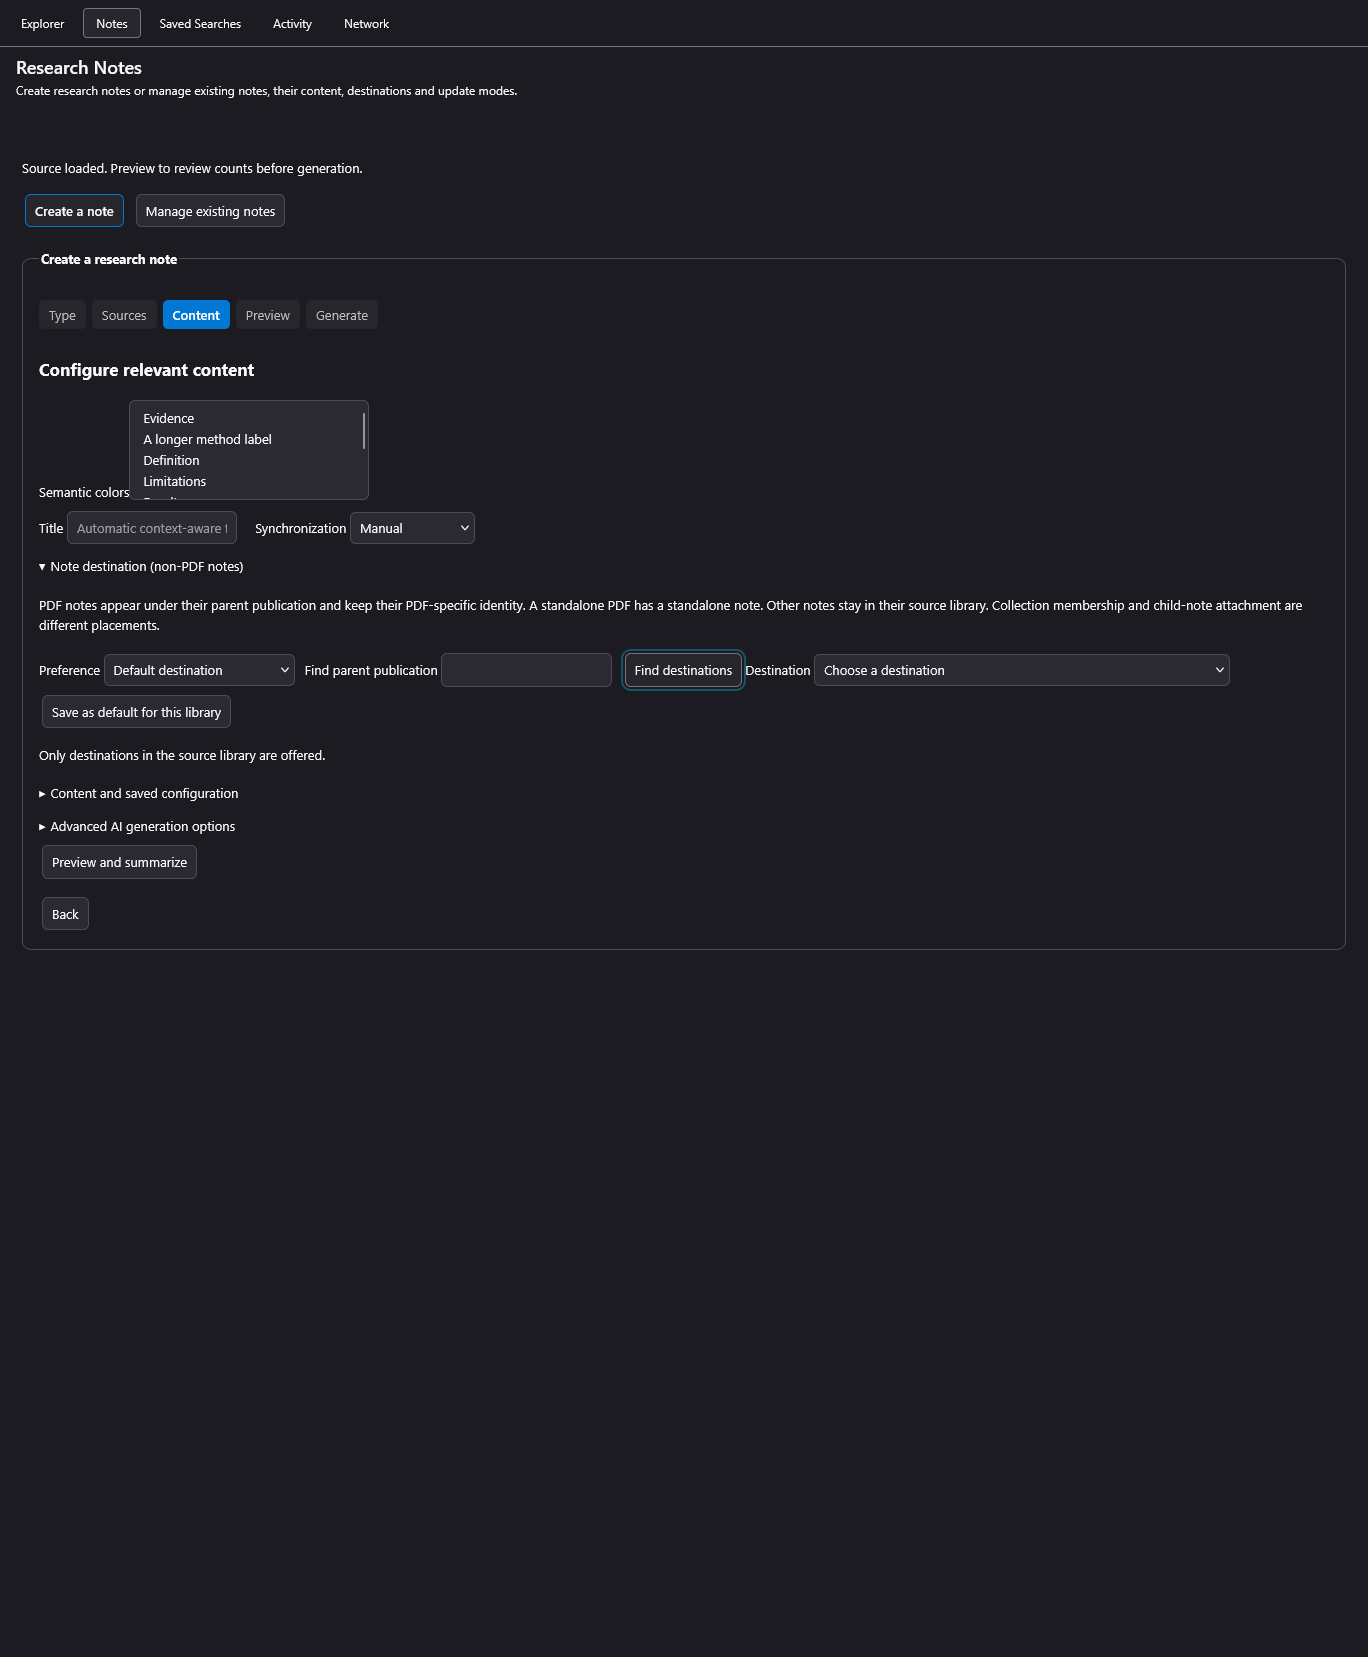 Explorer Notes Saved Searches Activity Network
Research Notes
Create research notes or manage existing notes, their content, destinations and update modes.
Source loaded. Preview to review counts before generation.
Create a note Manage existing notes
Create a research note
Type Sources Content Preview Generate
Configure relevant content
Evidence
A longer method label
Definition
Limitations
Semantic colors
Title Automatic context-aware Synchronization Manual
▾ Note destination (non-PDF notes)
PDF notes appear under their parent publication and keep their PDF-specific identity. A standalone PDF has a standalone note. Other notes stay in their source library. Collection membership and child-note attachment are
different placements.
Preference Default destination Find parent publication Find destinations Destination Choose a destination
Save as default for this library
Only destinations in the source library are offered.
▸ Content and saved configuration
▸ Advanced AI generation options
Preview and summarize
Back